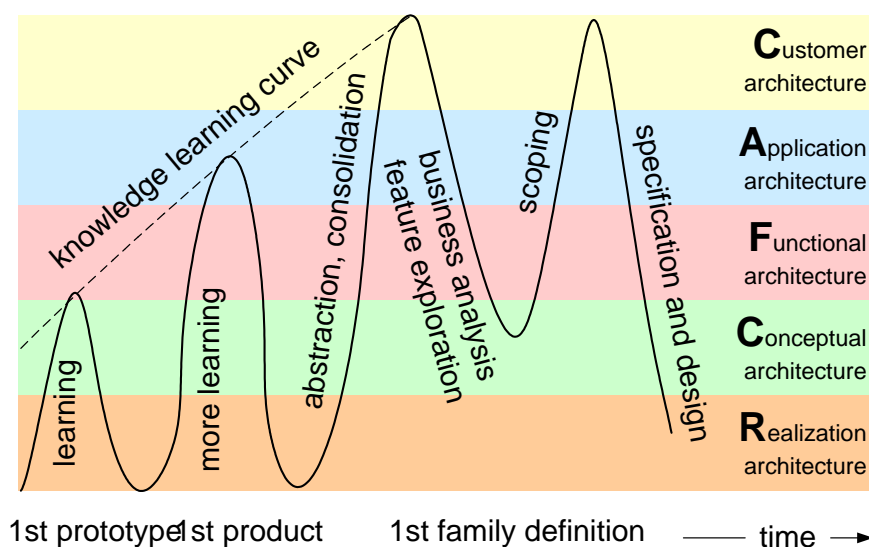 Customer
architecture
Application
architecture
Functional
architecture
Conceptual
architecture
Realization
architecture
knowledge learning curve
learning
more learning
abstraction, consolidation
business analysis
feature exploration
scoping
specification and design
1st prototype
1st product
1st family definition
time